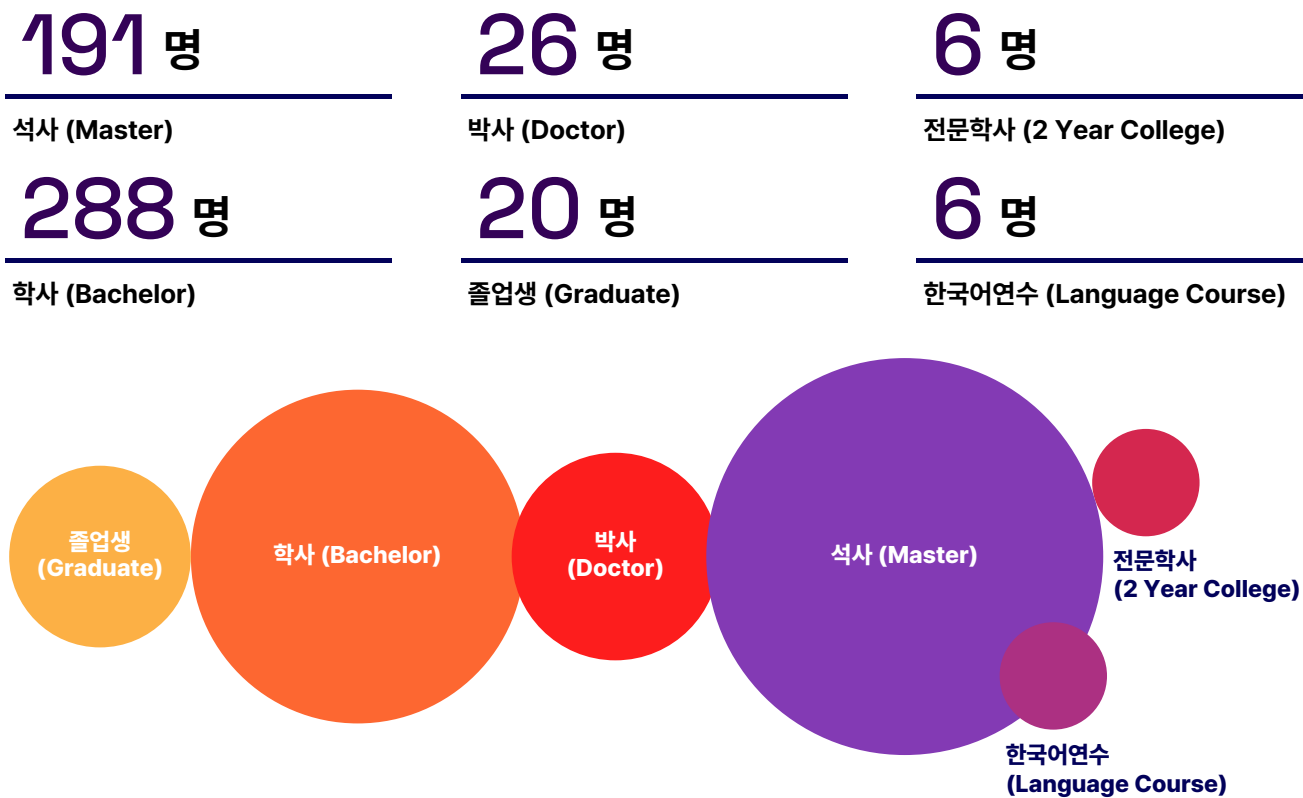 191 명
석사 (Master)
26 명
박사 (Doctor)
6 명
전문학사 (2 Year College)
288 명
학사 (Bachelor)
20 명
졸업생 (Graduate)
6 명
한국어연수 (Language Course)
졸업생
(Graduate)
학사 (Bachelor)
박사
(Doctor)
석사 (Master)
전문학사
(2 Year College)
한국어연수
(Language Course)